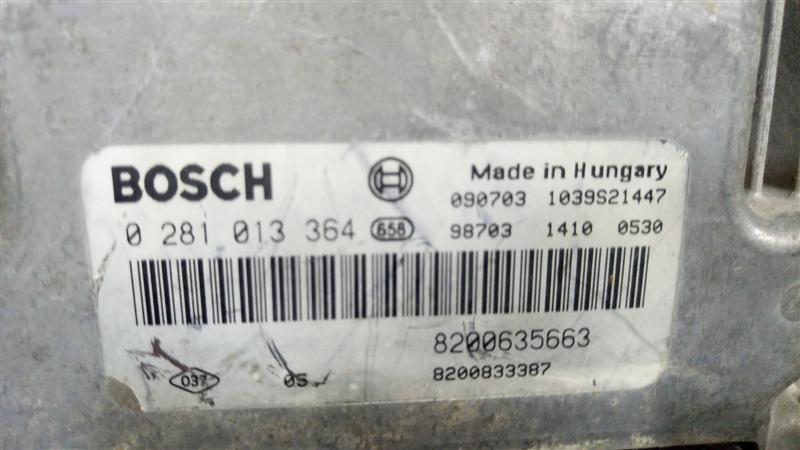 BOSCH
Made in Hungary
090703 1039S21447
0 281 013 364 658
98703 1410 0530
8200635663
037 05
8200833387